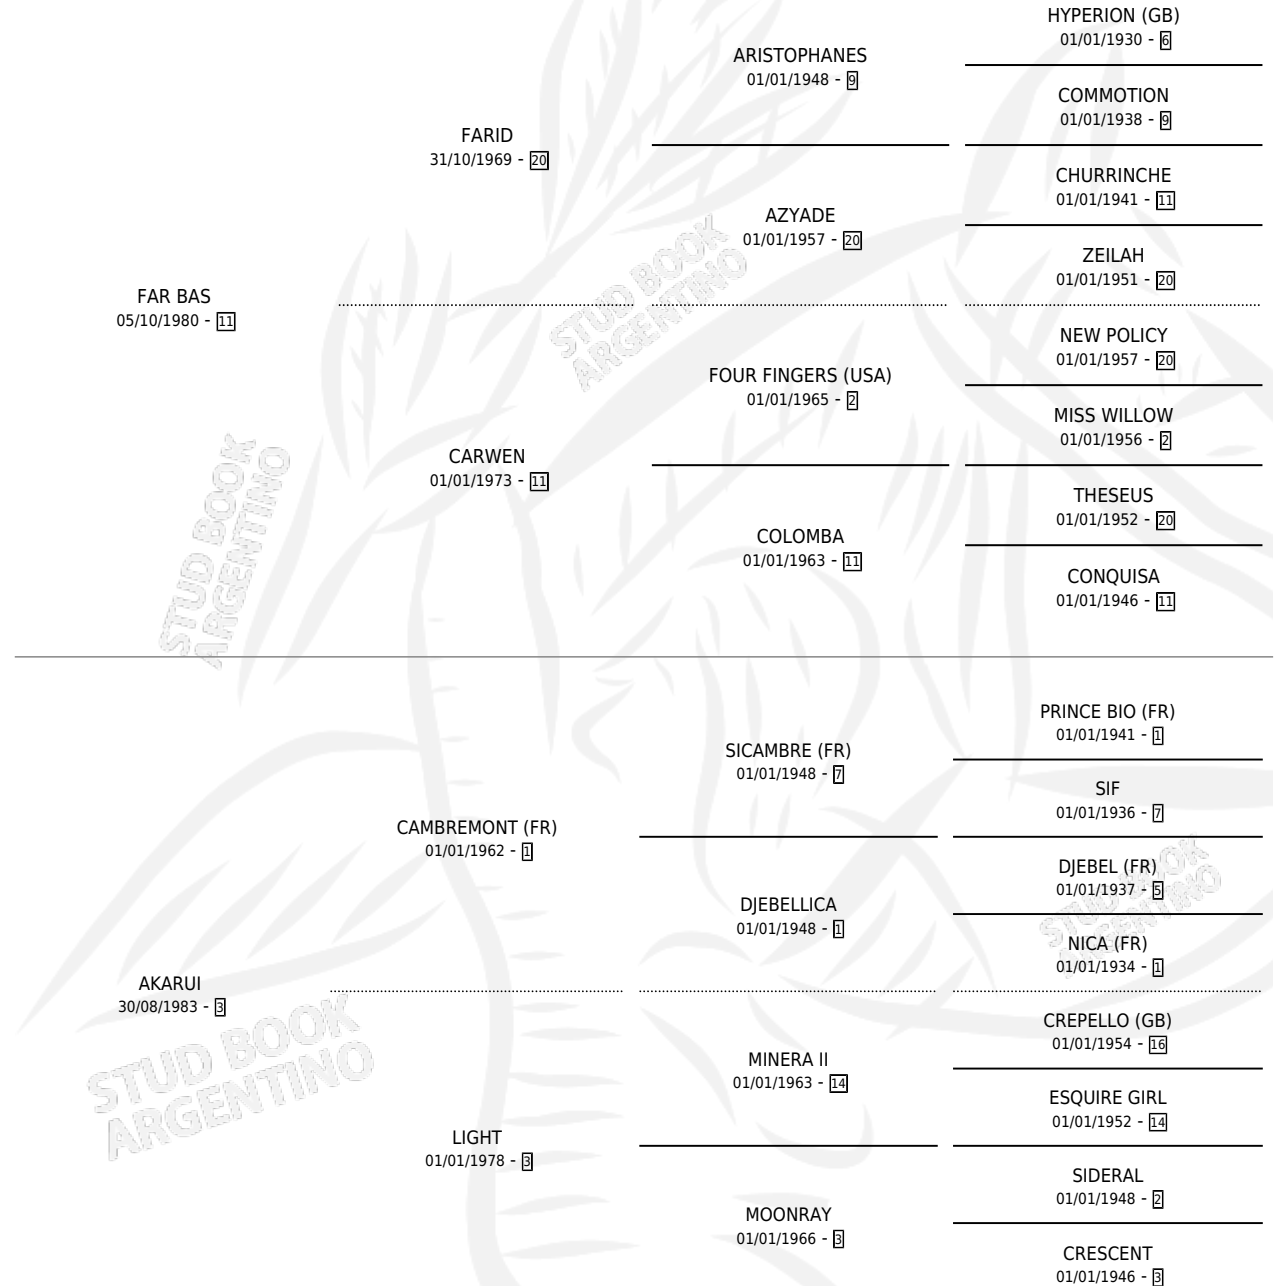 HYPERION (GB)
01/01/1930 - 6
ARISTOPHANES
01/01/1948 - 9
COMMOTION
01/01/1938 - 9
FARID
31/10/1969 - 20
CHURRINCHE
01/01/1941 - 11
AZYADE
01/01/1957 - 20
ZEILAH
01/01/1951 - 20
FAR BAS
05/10/1980 - 11
NEW POLICY
01/01/1957 - 20
FOUR FINGERS (USA)
01/01/1965 - 2
MISS WILLOW
01/01/1956 - 2
CARWEN
01/01/1973 - 11
THESEUS
01/01/1952 - 20
COLOMBA
01/01/1963 - 11
CONQUISA
01/01/1946 - 11
STUD BOOK
ARGENTINO
STUD BOOK
ARGENTINO
PRINCE BIO (FR)
01/01/1941 - 1
SICAMBRE (FR)
01/01/1948 - 7
SIF
01/01/1936 - 7
CAMBREMONT (FR)
01/01/1962 - 1
DJEBEL (FR)
01/01/1937 - 5
DJEBELLICA
01/01/1948 - 1
NICA (FR)
01/01/1934 - 1
AKARUI
30/08/1983 - 3
CREPELLO (GB)
01/01/1954 - 16
MINERA II
01/01/1963 - 14
ESQUIRE GIRL
01/01/1952 - 14
LIGHT
01/01/1978 - 3
SIDERAL
01/01/1948 - 2
MOONRAY
01/01/1966 - 3
CRESCENT
01/01/1946 - 3
STUD BOOK
ARGENTINO
STUD BOOK
ARGENTINO